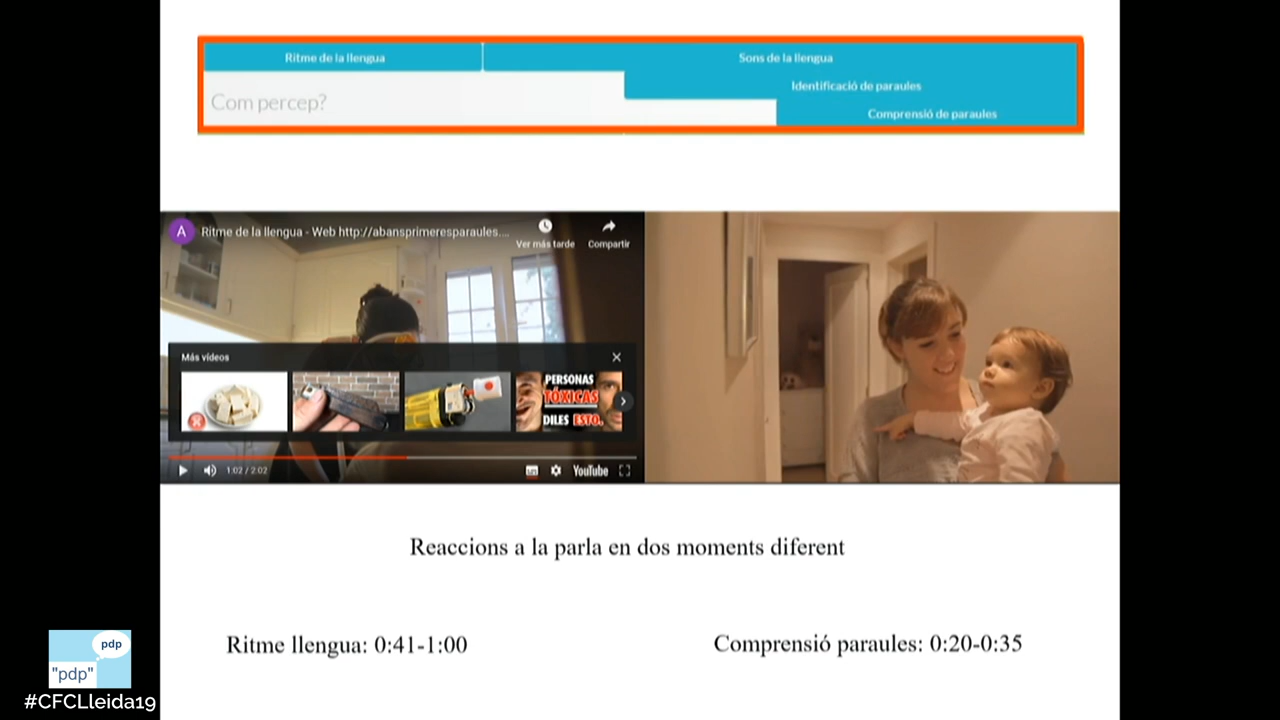 Ritme de la llengua
Sons de la llengua
Identificació de paraules
Com percep?
Comprensió de paraules
A
Ritme de la llengua - Web http://abansprimeresparaules....
Ver más tarde
Compartir
Más vídeos
PERSONAS
TÓXICAS
DILES ESTO.
1:02 / 2:02
YouTube
Reaccions a la parla en dos moments diferent
Ritme llengua: 0:41-1:00
Comprensió paraules: 0:20-0:35
pdp
"pdp"
#CFCLleida19